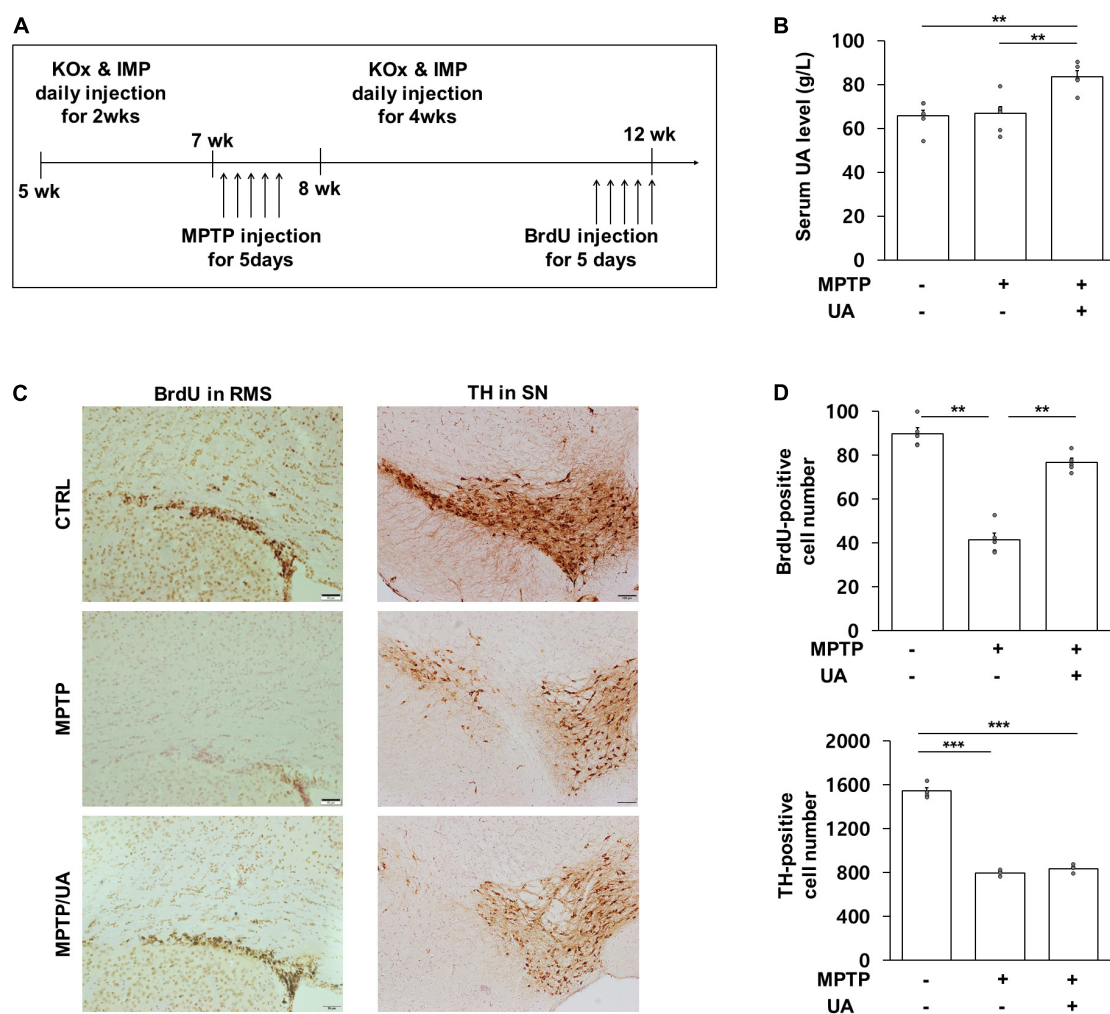 A
KOx & IMP
daily injection
for 2wks
KOx & IMP
daily injection
for 4wks
7 wk
12 wk
5 wk
8 wk
MPTP injection
for 5days
BrdU injection
for 5 days
B
**
**
Serum UA level (g/L)
100
80
60
40
20
0
MPTP - + +
UA - - +
C
BrdU in RMS
TH in SN
CTRL
MPTP
MPTP/UA
D
** **
BrdU-positive
cell number
100
80
60
40
20
0
MPTP - + +
UA - - +
***
***
TH-positive
cell number
2000
1600
1200
800
400
0
MPTP - + +
UA - - +